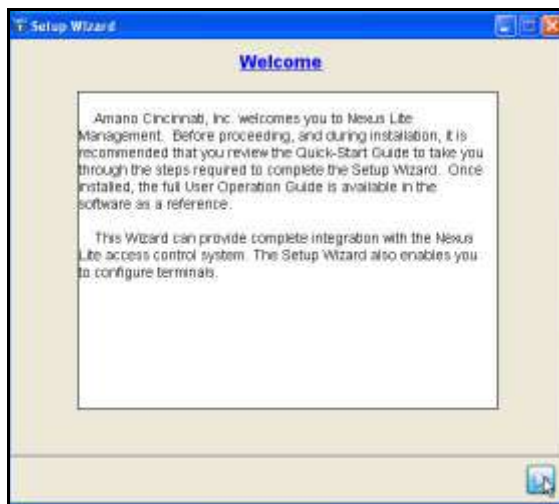 Setup Wizard
Welcome
Amano Cincinnati, Inc. welcomes you to Nexus Lite
Management. Before proceeding, and during installation, it is
recommended that you review the Quick-Start Guide to take you
through the steps required to complete the Setup Wizard. Once
installed, the full User Operation Guide is available in the
software as a reference.
This Wizard can provide complete integration with the Nexus
Lite access control system. The Setup Wizard also enables you
to configure terminals.